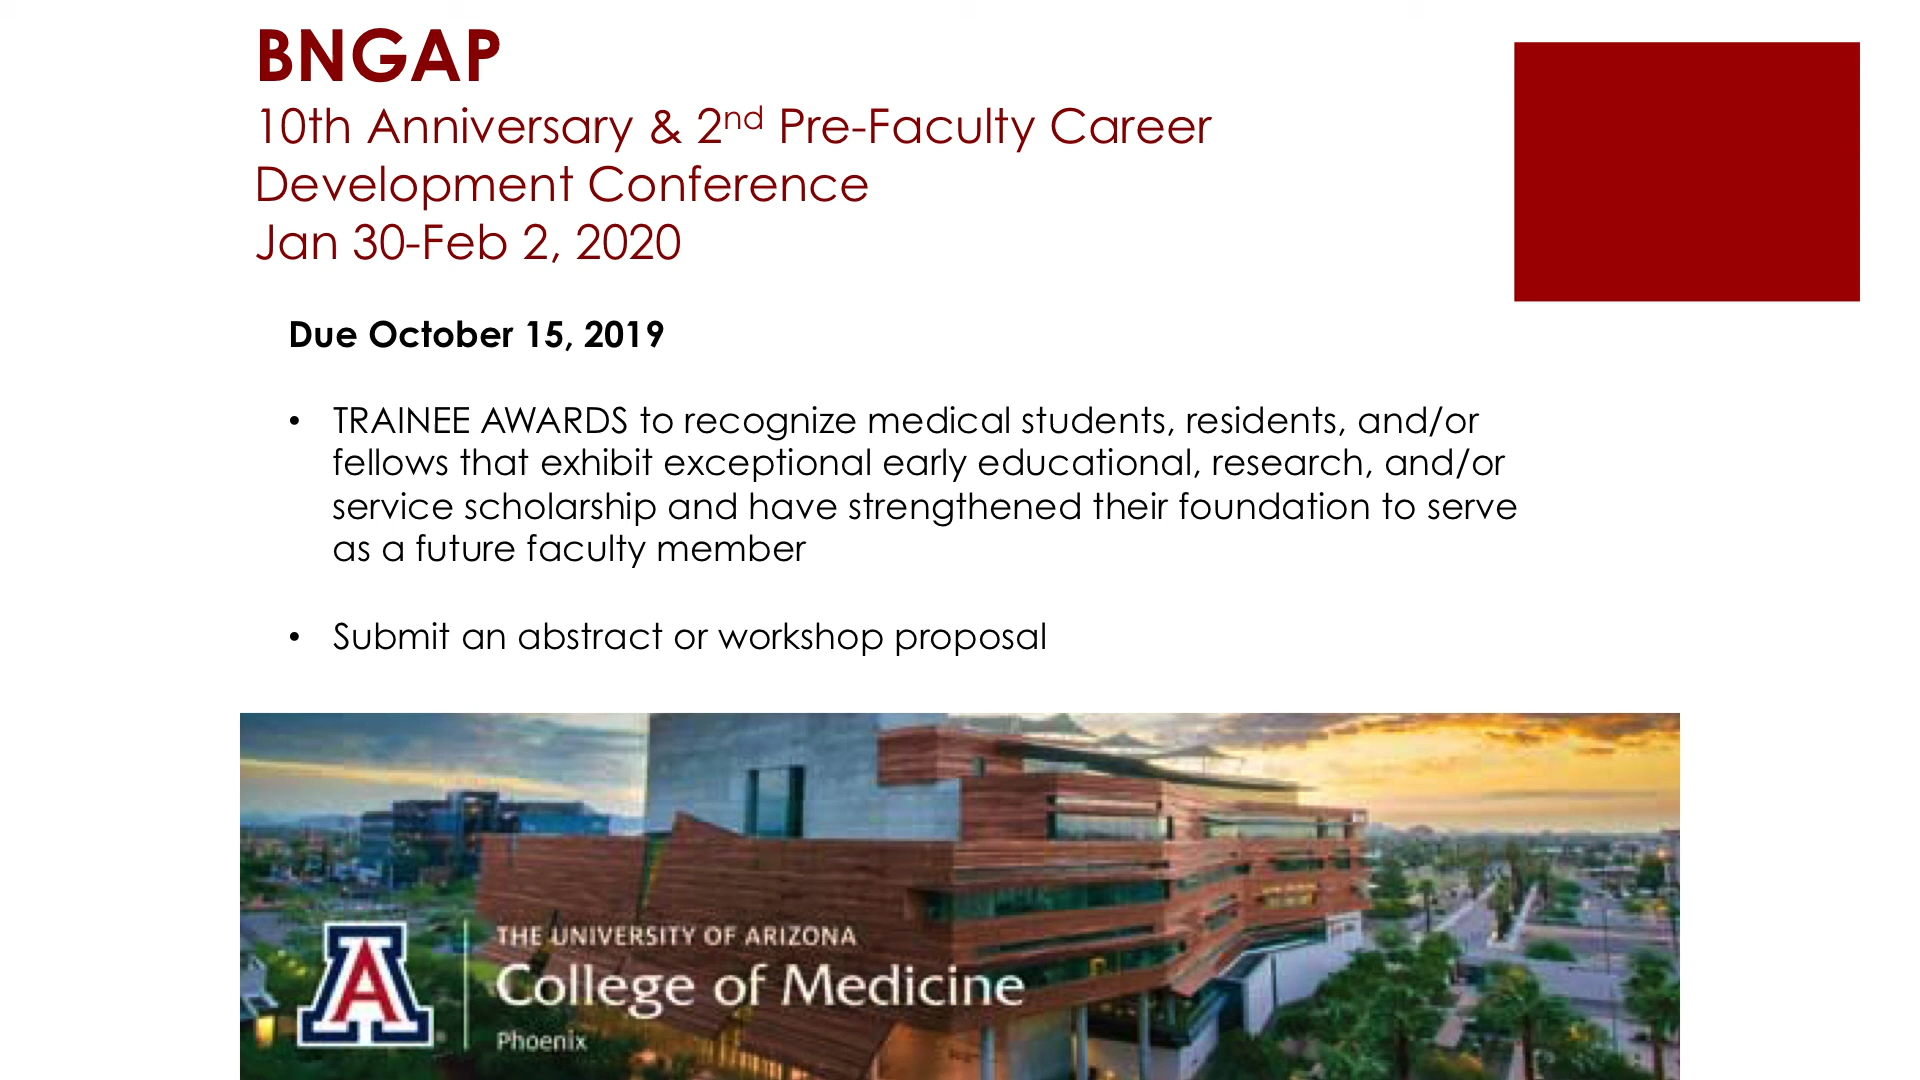 BNGAP
10th Anniversary & 2nd Pre-Faculty Career
Development Conference
Jan 30-Feb 2, 2020
Due October 15, 2019
• TRAINEE AWARDS to recognize medical students, residents, and/or
fellows that exhibit exceptional early educational, research, and/or
service scholarship and have strengthened their foundation to serve
as a future faculty member
• Submit an abstract or workshop proposal
THE UNIVERSITY OF ARIZONA
College of Medicine
Phoenix
A